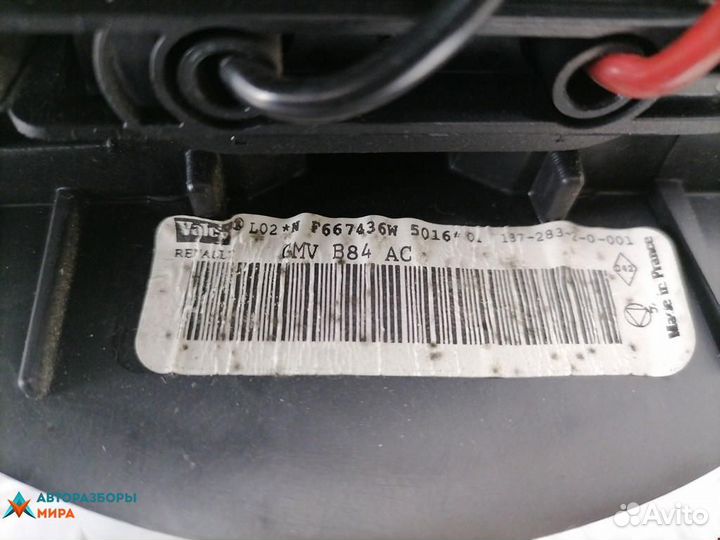 Valeo L02*N F667436W 5016* 137-283-2-0-001
RENAULT GMV B84 AC
042
Made in France
АВТОРАЗБОРЫ
МИРА
Avito